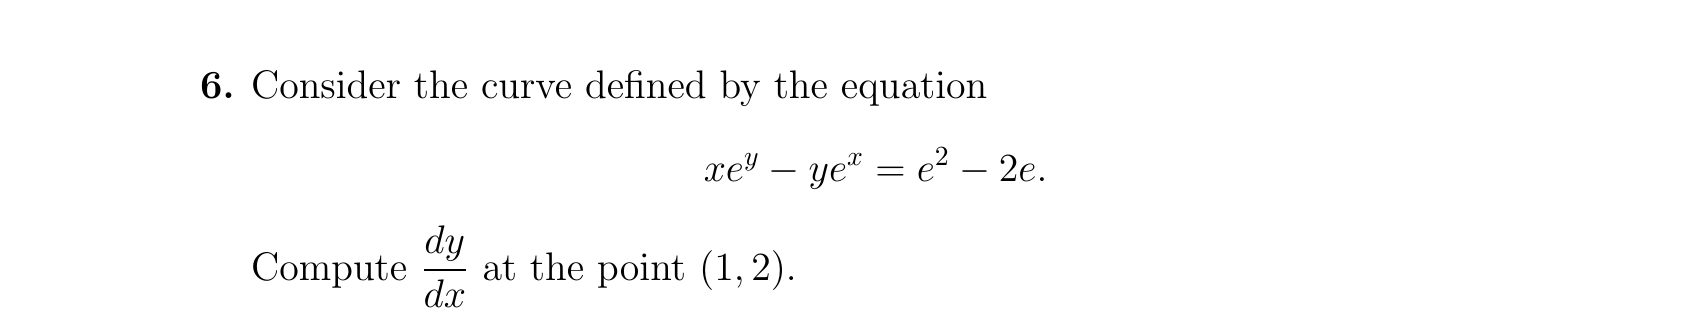 6. Consider the curve defined by the equation
xe^y − ye^x = e^2 − 2e.
Compute dy/dx at the point (1, 2).